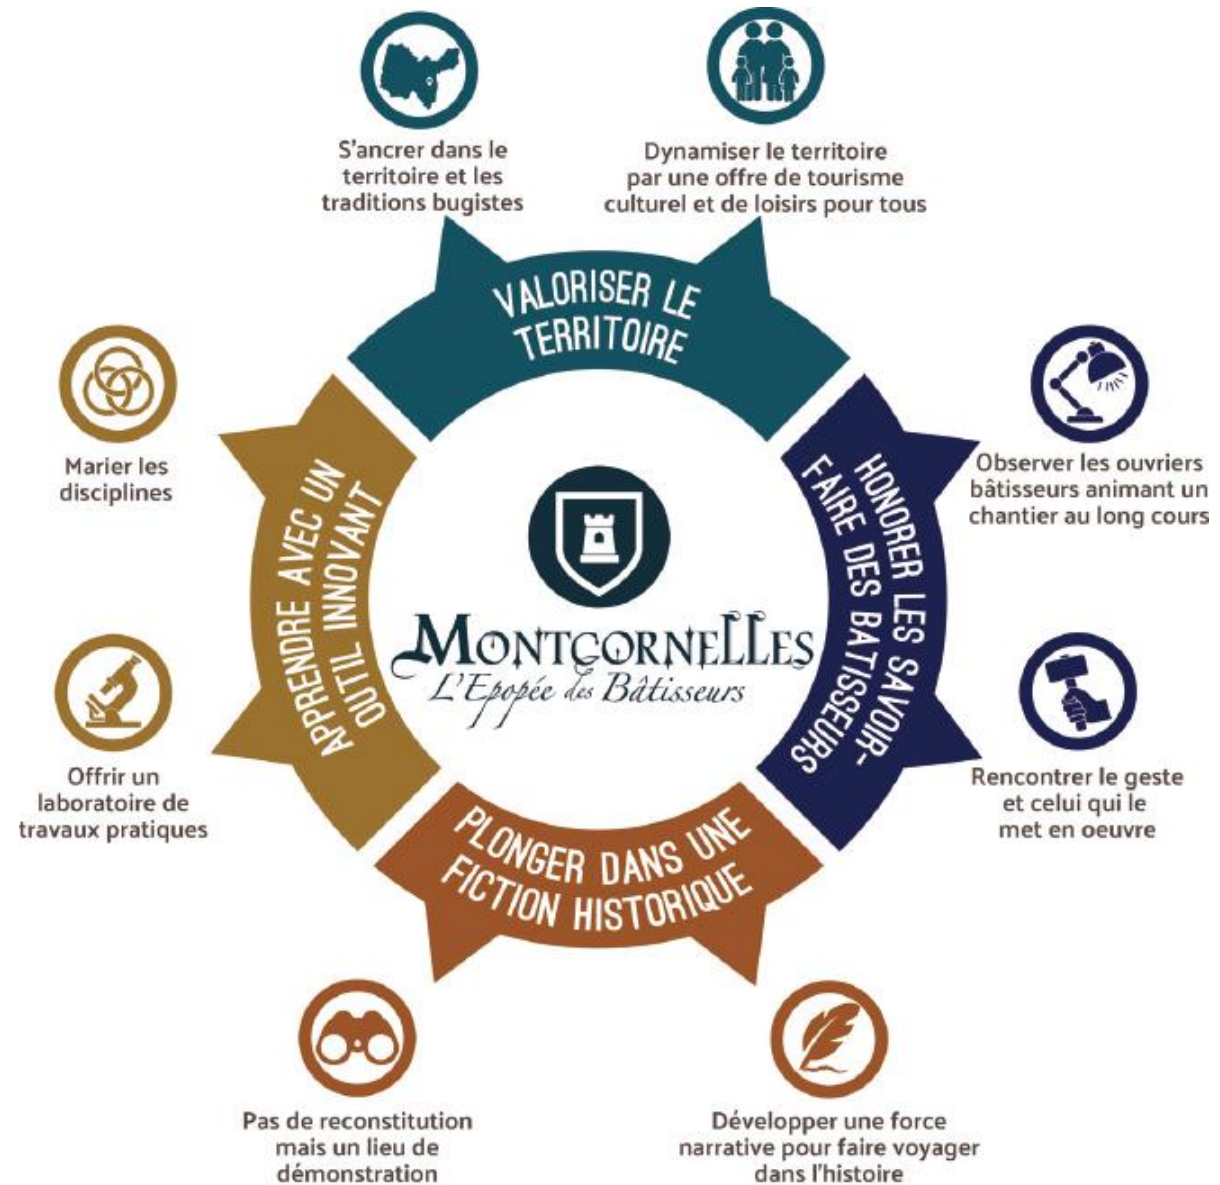 S'ancrer dans le
territoire et les
traditions bugistes
Dynamiser le territoire
par une offre de tourisme
culturel et de loisirs pour tous
VALORISER LE
TERRITOIRE
Marier les
disciplines
Observer les ouvriers
bâtisseurs animant un
chantier au long cours
APPRENDRE AVEC UN
OUTIL INNOVANT
HONORER LES SAVOIR-
FAIRE DES BATISSEURS
MONTCORNELLES
L'Epopée des Bâtisseurs
Offrir un
laboratoire de
travaux pratiques
Rencontrer le geste
et celui qui le
met en oeuvre
PLONGER DANS UNE
FICTION HISTORIQUE
Pas de reconstitution
mais un lieu de
démonstration
Développer une force
narrative pour faire voyager
dans l'histoire